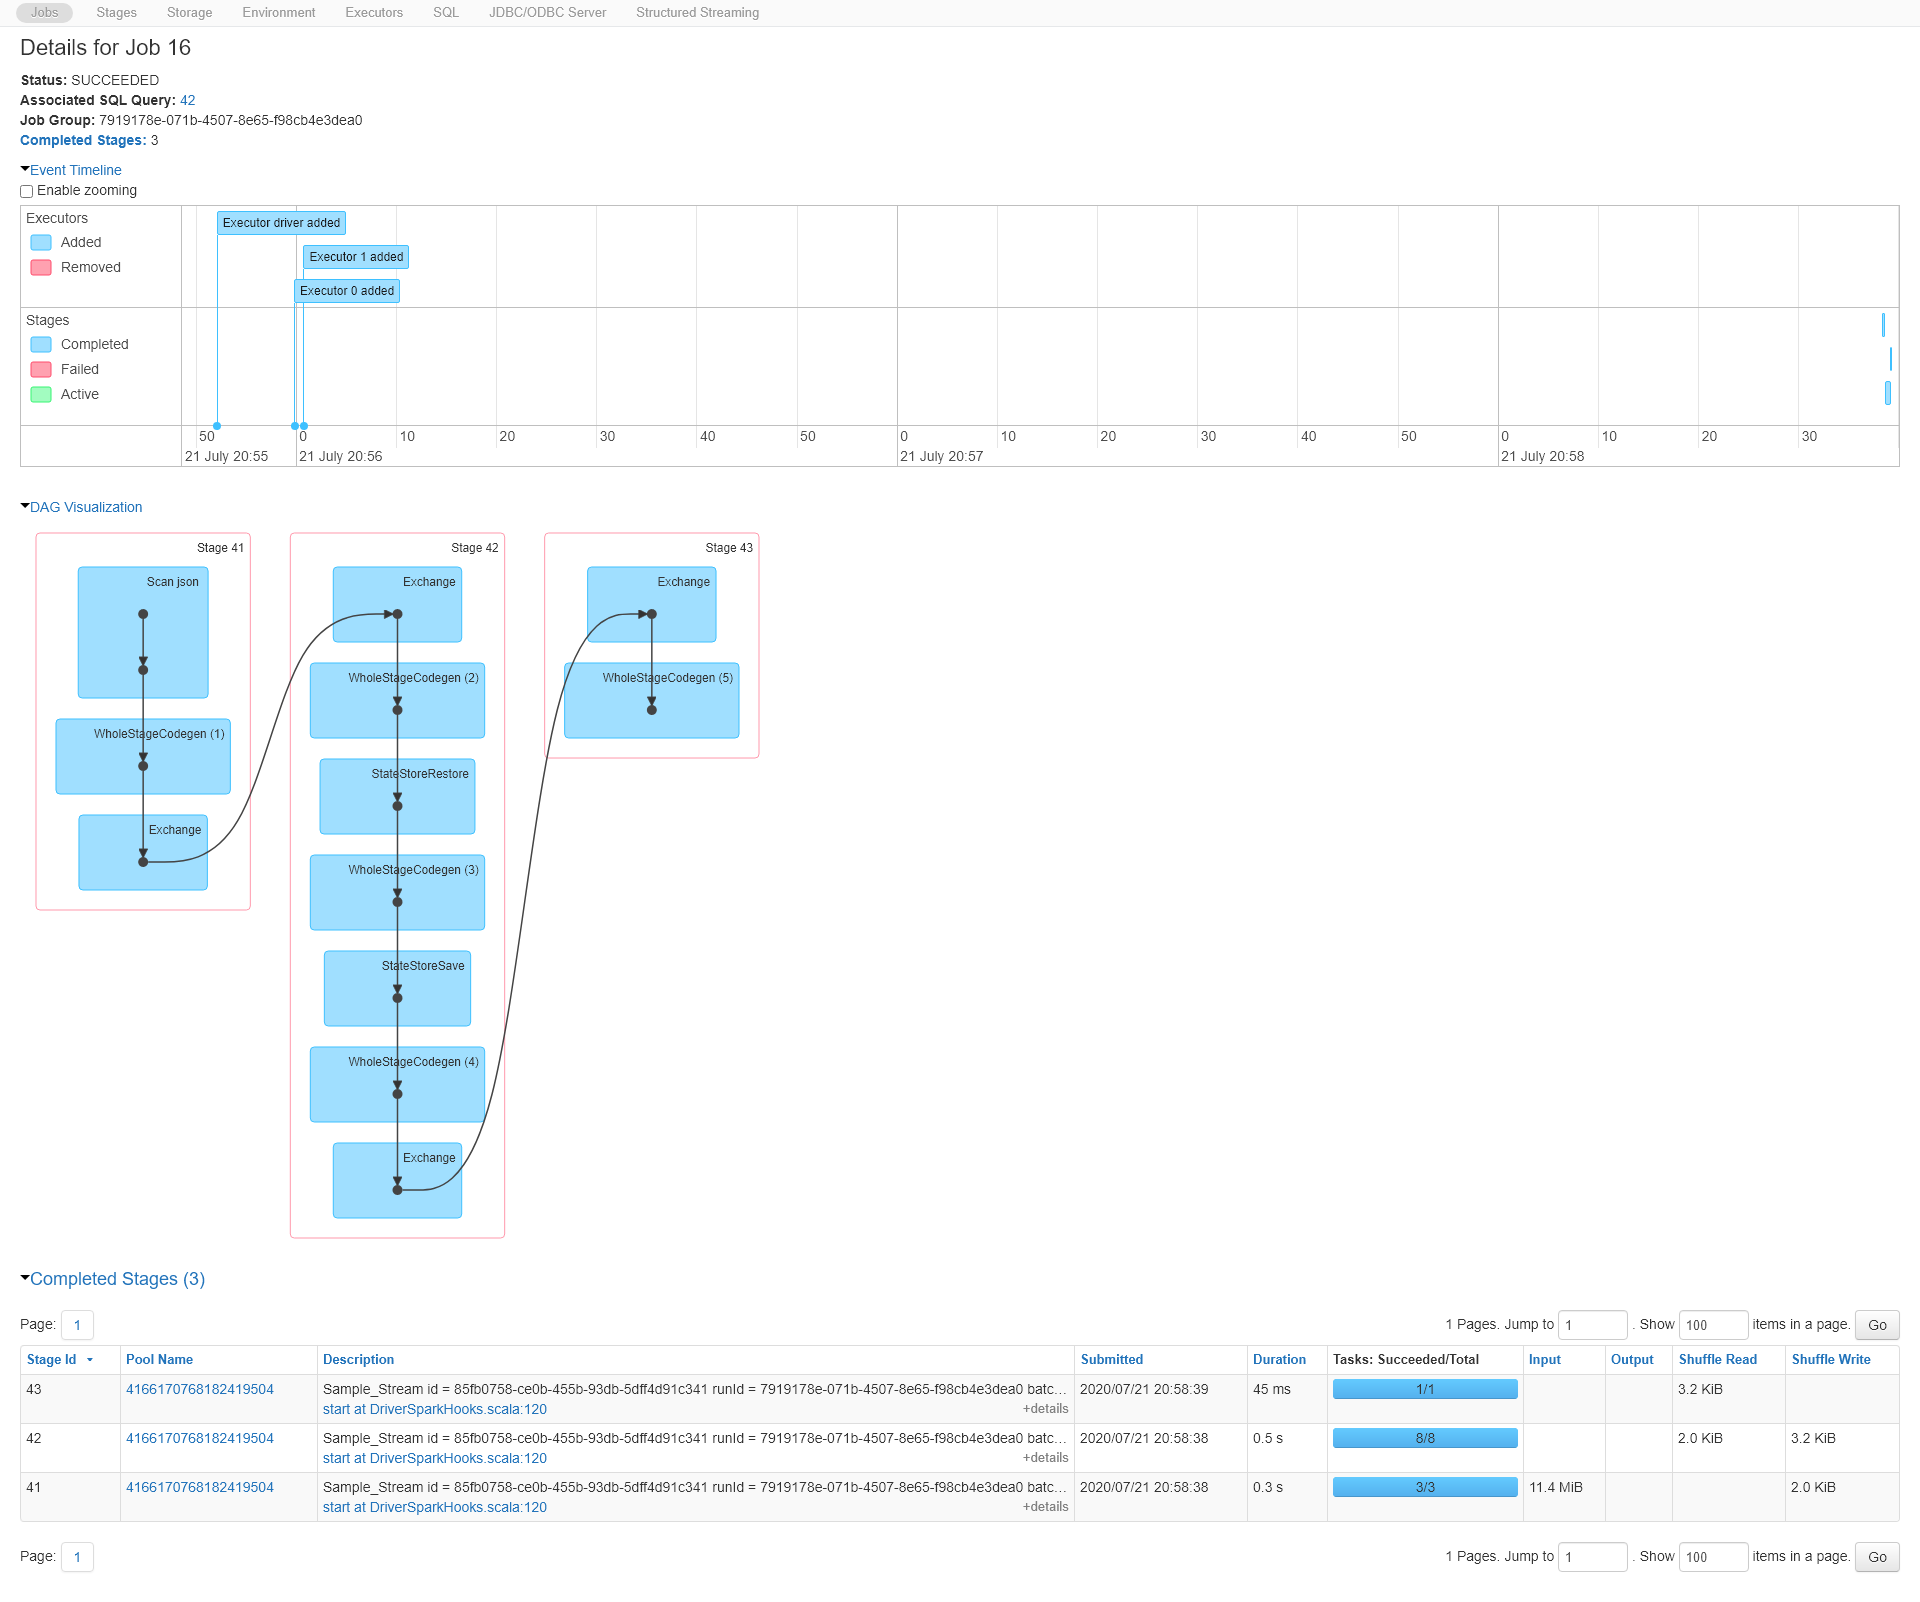 Jobs Stages Storage Environment Executors SQL JDBC/ODBC Server Structured Streaming
Details for Job 16
Status: SUCCEEDED
Associated SQL Query: 42
Job Group: 7919178e-071b-4507-8e65-f98cb4e3dea0
Completed Stages: 3
Event Timeline
Enable zooming
Executors
Added
Removed
Executor driver added
Executor 1 added
Executor 0 added
Stages
Completed
Failed
Active
50 0 10 20 30 40 50 0 10 20 30 40 50 0 10 20 30
21 July 20:55 21 July 20:56 21 July 20:57 21 July 20:58
DAG Visualization
Stage 41
Scan json
WholeStageCodegen (1)
Exchange
Stage 42
Exchange
WholeStageCodegen (2)
StateStoreRestore
WholeStageCodegen (3)
StateStoreSave
WholeStageCodegen (4)
Exchange
Stage 43
Exchange
WholeStageCodegen (5)
Completed Stages (3)
Page: 1 1 Pages. Jump to 1 . Show 100 items in a page. Go
Stage Id Pool Name Description Submitted Duration Tasks: Succeeded/Total Input Output Shuffle Read Shuffle Write
43 4166170768182419504 Sample_Stream id = 85fb0758-ce0b-455b-93db-5dff4d91c341 runId = 7919178e-071b-4507-8e65-f98cb4e3dea0 batc... 2020/07/21 20:58:39 45 ms 1/1 3.2 KiB
start at DriverSparkHooks.scala:120 +details
42 4166170768182419504 Sample_Stream id = 85fb0758-ce0b-455b-93db-5dff4d91c341 runId = 7919178e-071b-4507-8e65-f98cb4e3dea0 batc... 2020/07/21 20:58:38 0.5 s 8/8 2.0 KiB 3.2 KiB
start at DriverSparkHooks.scala:120 +details
41 4166170768182419504 Sample_Stream id = 85fb0758-ce0b-455b-93db-5dff4d91c341 runId = 7919178e-071b-4507-8e65-f98cb4e3dea0 batc... 2020/07/21 20:58:38 0.3 s 3/3 11.4 MiB 2.0 KiB
start at DriverSparkHooks.scala:120 +details
Page: 1 1 Pages. Jump to 1 . Show 100 items in a page. Go